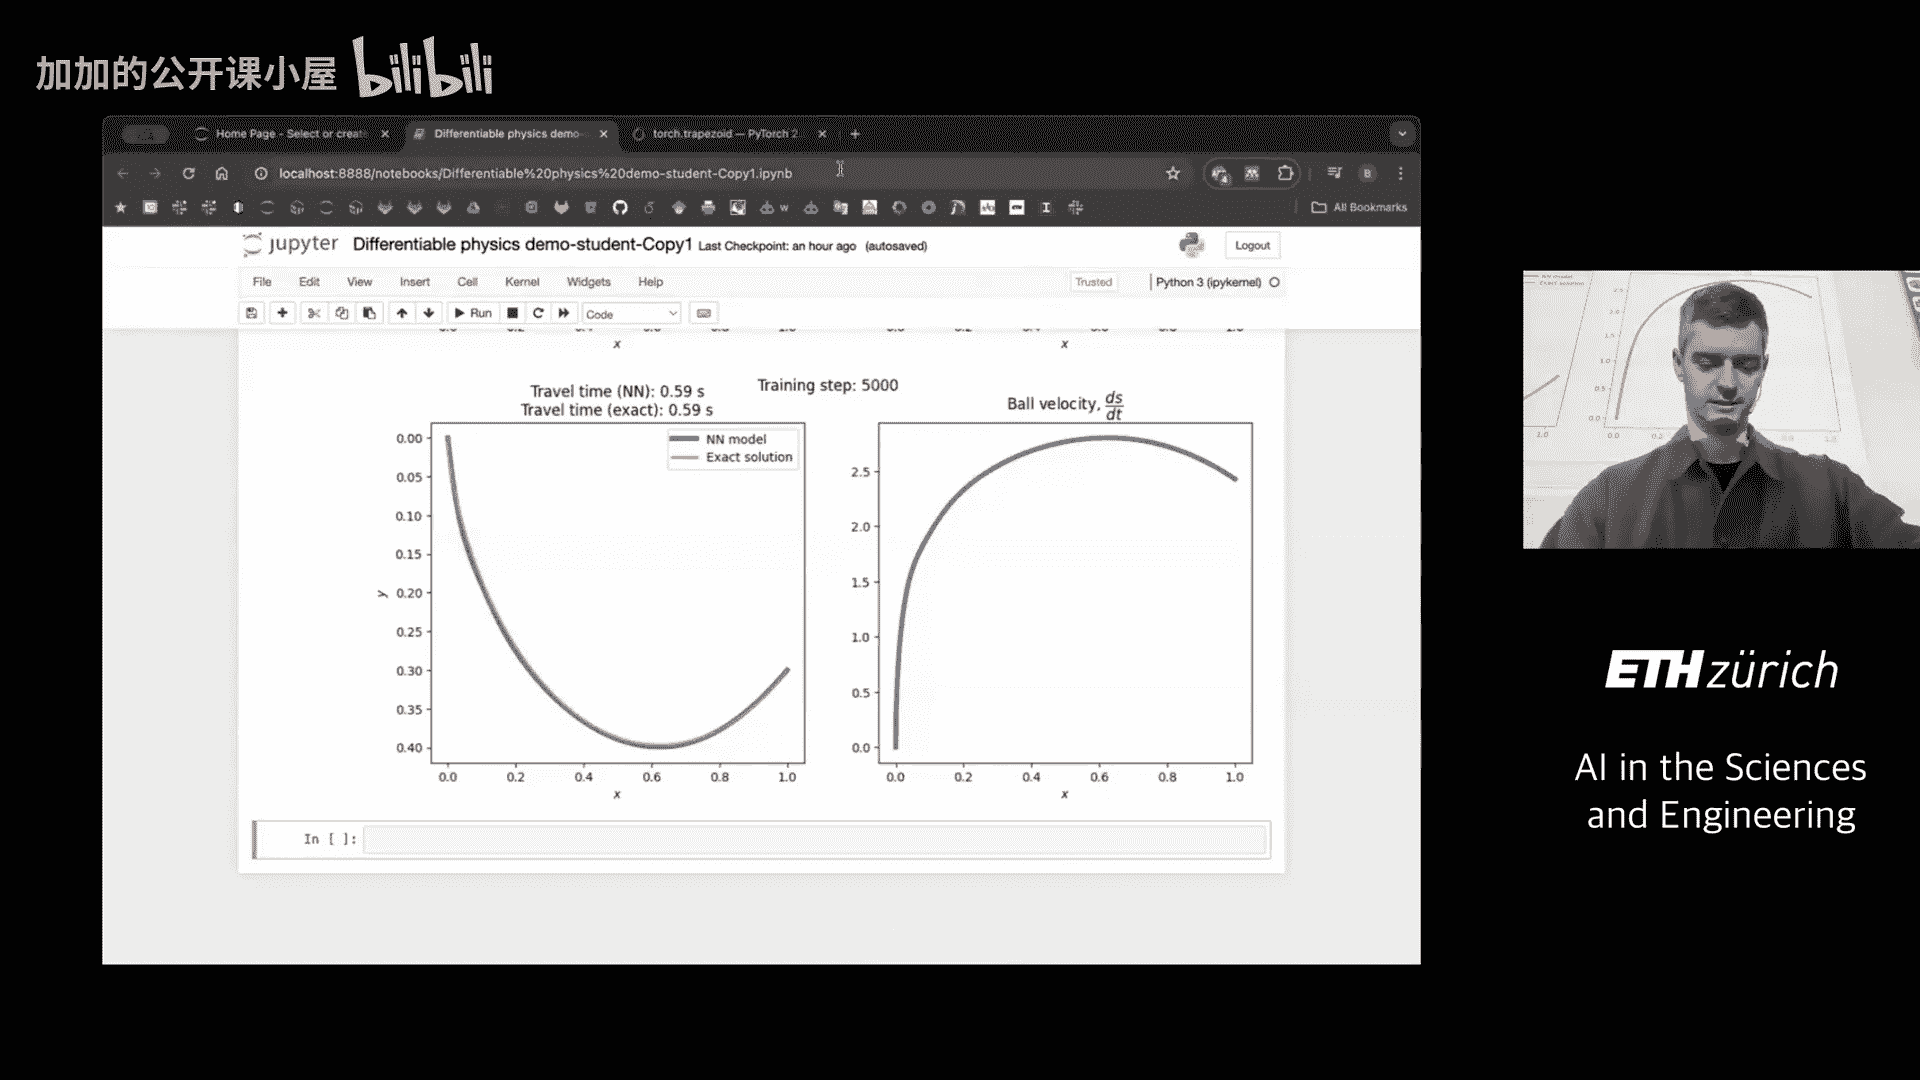 加加的公开课小屋 bilibili
Home Page - Select or creat
Differentiable physics demo-
torch.trapezoid — PyTorch 2
localhost:8888/notebooks/Differentiable%20physics%20demo-student-Copy1.ipynb
B
All Bookmarks
jupyter Differentiable physics demo-student-Copy1 Last Checkpoint: an hour ago (autosaved)
Logout
File Edit View Insert Cell Kernel Widgets Help
Trusted
Python 3 (ipykernel)
Run
Code
x
x
Training step: 5000
Travel time (NN): 0.59 s
Travel time (exact): 0.59 s
NN model
Exact solution
0.00
0.05
0.10
0.15
0.20
0.25
0.30
0.35
0.40
y
0.0 0.2 0.4 0.6 0.8 1.0
x
Ball velocity, ds/dt
2.5
2.0
1.5
1.0
0.5
0.0
0.0 0.2 0.4 0.6 0.8 1.0
x
In [ ]:
ETH zürich
AI in the Sciences
and Engineering